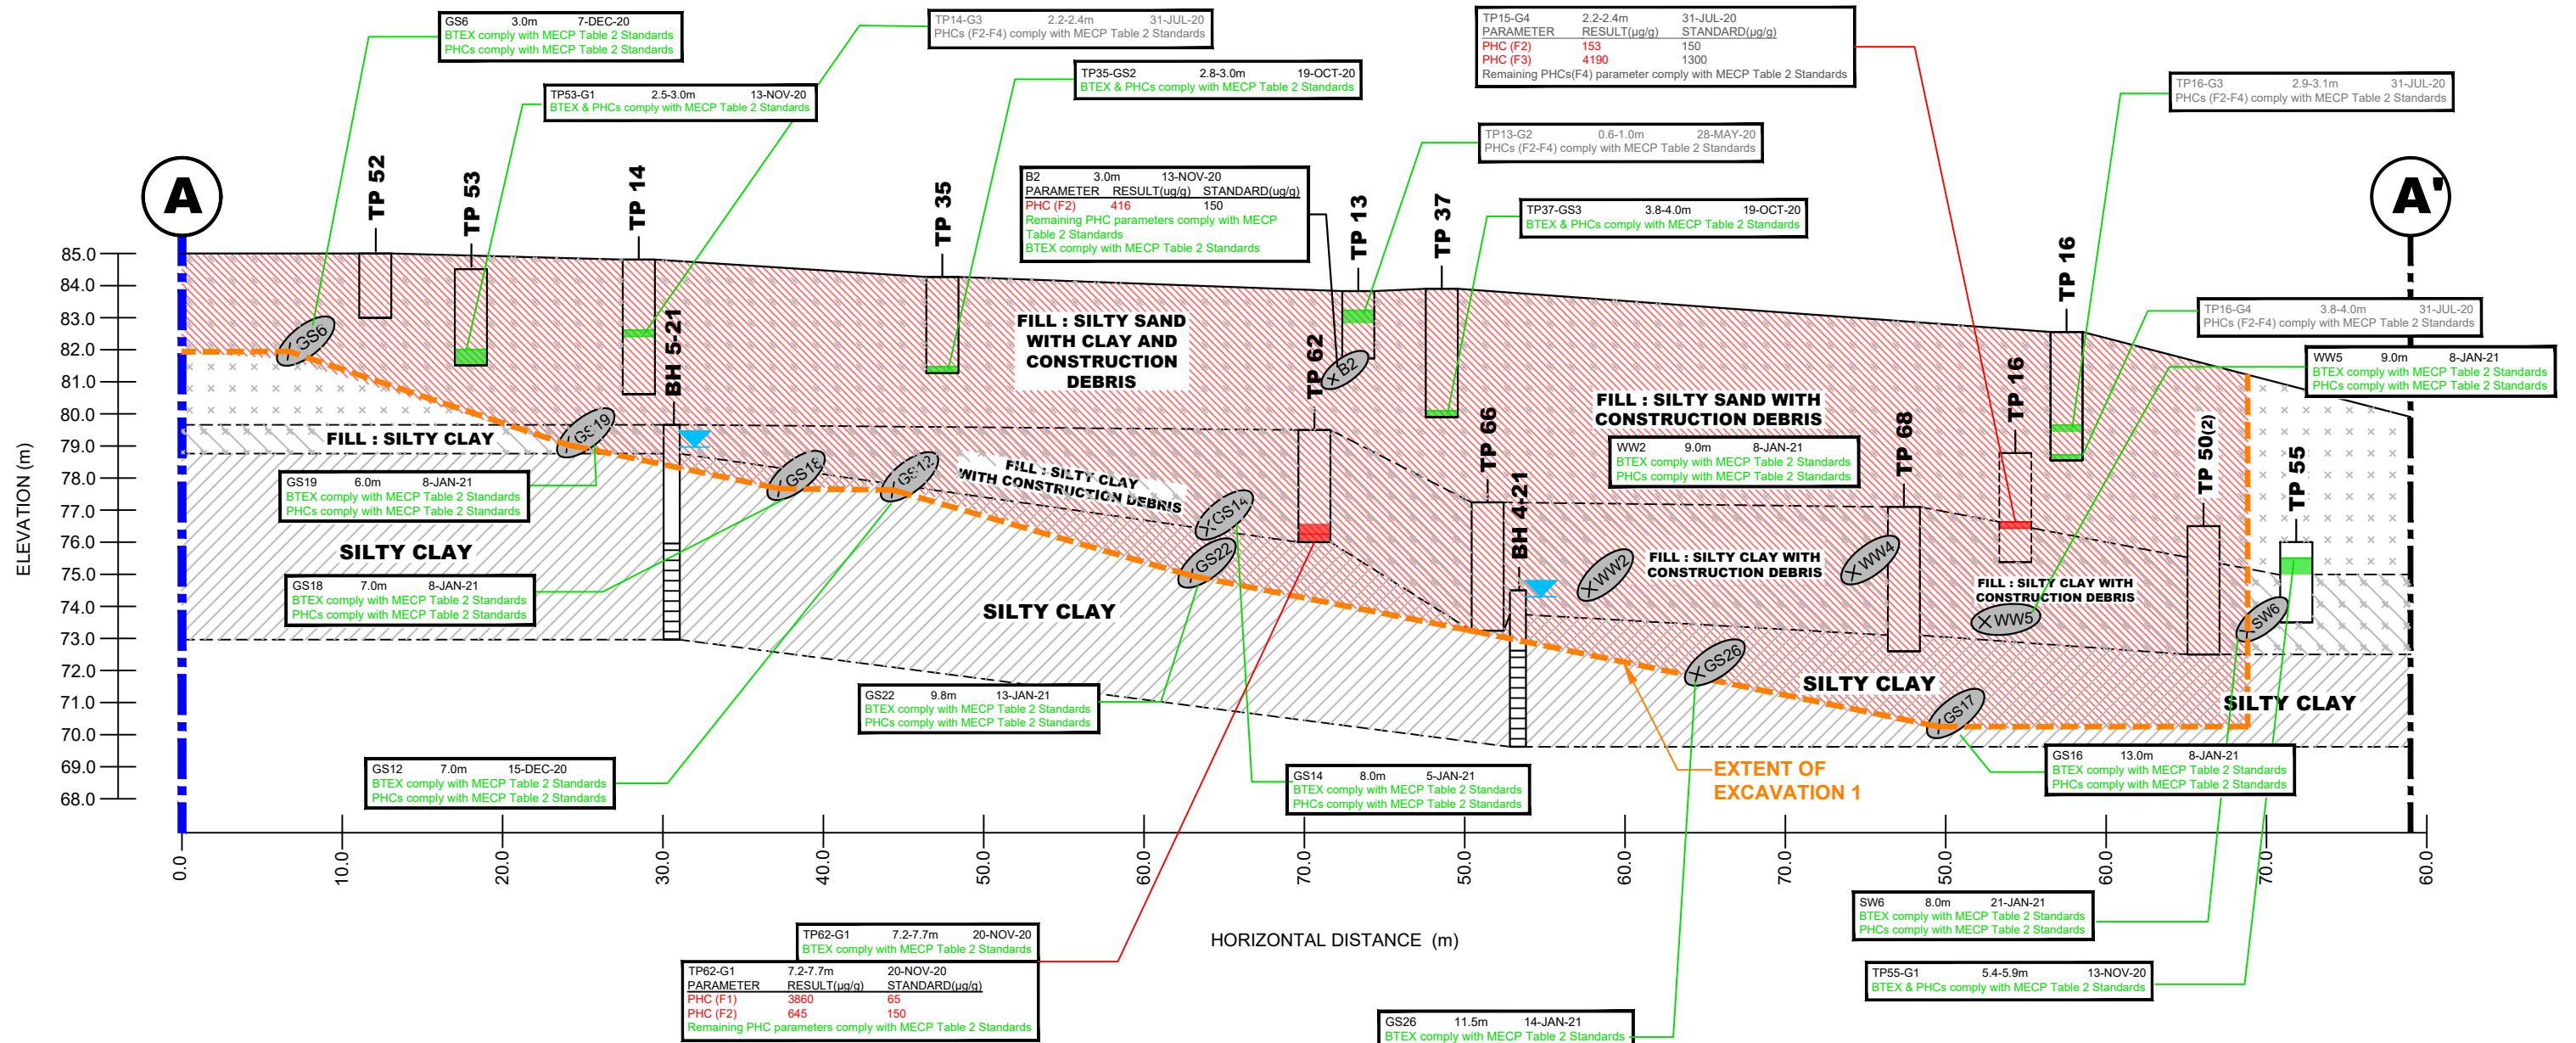 GS6 3.0m 7-DEC-20
BTEX comply with MECP Table 2 Standards
PHCs comply with MECP Table 2 Standards
TP14-G3 2.2-2.4m 31-JUL-20
PHCs (F2-F4) comply with MECP Table 2 Standards
TP15-G4 2.2-2.4m 31-JUL-20
PARAMETER RESULT(µg/g) STANDARD(µg/g)
PHC (F2) 153 150
PHC (F3) 4190 1300
Remaining PHCs(F4) parameter comply with MECP Table 2 Standards
TP53-G1 2.5-3.0m 13-NOV-20
BTEX & PHCs comply with MECP Table 2 Standards
TP35-GS2 2.8-3.0m 19-OCT-20
BTEX & PHCs comply with MECP Table 2 Standards
TP16-G3 2.9-3.1m 31-JUL-20
PHCs (F2-F4) comply with MECP Table 2 Standards
TP13-G2 0.6-1.0m 28-MAY-20
PHCs (F2-F4) comply with MECP Table 2 Standards
B2 3.0m 13-NOV-20
PARAMETER RESULT(ug/g) STANDARD(ug/g)
PHC (F2) 416 150
Remaining PHC parameters comply with MECP
Table 2 Standards
BTEX comply with MECP Table 2 Standards
TP37-GS3 3.8-4.0m 19-OCT-20
BTEX & PHCs comply with MECP Table 2 Standards
TP16-G4 3.8-4.0m 31-JUL-20
PHCs (F2-F4) comply with MECP Table 2 Standards
WW5 9.0m 8-JAN-21
BTEX comply with MECP Table 2 Standards
PHCs comply with MECP Table 2 Standards
A
A'
TP 52
TP 53
TP 14
BH 5-21
TP 35
TP 62
TP 13
TP 37
TP 66
BH 4-21
TP 68
TP 16
TP 16
TP 50(2)
TP 55
ELEVATION (m)
85.0
84.0
83.0
82.0
81.0
80.0
79.0
78.0
77.0
76.0
75.0
74.0
73.0
72.0
71.0
70.0
69.0
68.0
GS6
GS19
GS18
GS12
GS14
GS22
B2
WW2
WW4
WW5
GS26
GS17
SW6
FILL : SILTY SAND
WITH CLAY AND
CONSTRUCTION
DEBRIS
FILL : SILTY SAND WITH
CONSTRUCTION DEBRIS
FILL : SILTY CLAY
FILL : SILTY CLAY
WITH CONSTRUCTION DEBRIS
FILL : SILTY CLAY WITH
CONSTRUCTION DEBRIS
FILL : SILTY CLAY WITH
CONSTRUCTION DEBRIS
SILTY CLAY
SILTY CLAY
SILTY CLAY
SILTY CLAY
WW2 9.0m 8-JAN-21
BTEX comply with MECP Table 2 Standards
PHCs comply with MECP Table 2 Standards
GS19 6.0m 8-JAN-21
BTEX comply with MECP Table 2 Standards
PHCs comply with MECP Table 2 Standards
GS18 7.0m 8-JAN-21
BTEX comply with MECP Table 2 Standards
PHCs comply with MECP Table 2 Standards
GS22 9.8m 13-JAN-21
BTEX comply with MECP Table 2 Standards
PHCs comply with MECP Table 2 Standards
GS12 7.0m 15-DEC-20
BTEX comply with MECP Table 2 Standards
PHCs comply with MECP Table 2 Standards
GS14 8.0m 5-JAN-21
BTEX comply with MECP Table 2 Standards
PHCs comply with MECP Table 2 Standards
EXTENT OF
EXCAVATION 1
GS16 13.0m 8-JAN-21
BTEX comply with MECP Table 2 Standards
PHCs comply with MECP Table 2 Standards
0.0
10.0
20.0
30.0
40.0
50.0
60.0
70.0
50.0
60.0
70.0
50.0
60.0
70.0
60.0
HORIZONTAL DISTANCE (m)
SW6 8.0m 21-JAN-21
BTEX comply with MECP Table 2 Standards
PHCs comply with MECP Table 2 Standards
TP62-G1 7.2-7.7m 20-NOV-20
BTEX comply with MECP Table 2 Standards
TP62-G1 7.2-7.7m 20-NOV-20
PARAMETER RESULT(µg/g) STANDARD(µg/g)
PHC (F1) 3860 65
PHC (F2) 645 150
Remaining PHC parameters comply with MECP Table 2 Standards
TP55-G1 5.4-5.9m 13-NOV-20
BTEX & PHCs comply with MECP Table 2 Standards
GS26 11.5m 14-JAN-21
BTEX comply with MECP Table 2 Standards